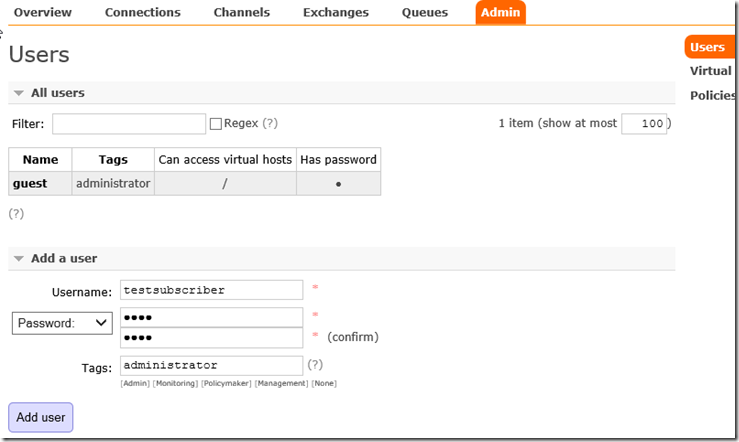 Overview Connections Channels Exchanges Queues Admin
Users
Users
Virtual
Policies
All users
Filter: Regex (?) 1 item (show at most 100)
Name Tags Can access virtual hosts Has password
guest administrator / •
(?)
Add a user
Username: testsubscriber *
Password: •••• *
•••• * (confirm)
Tags: administrator (?)
[Admin] [Monitoring] [Policymaker] [Management] [None]
Add user